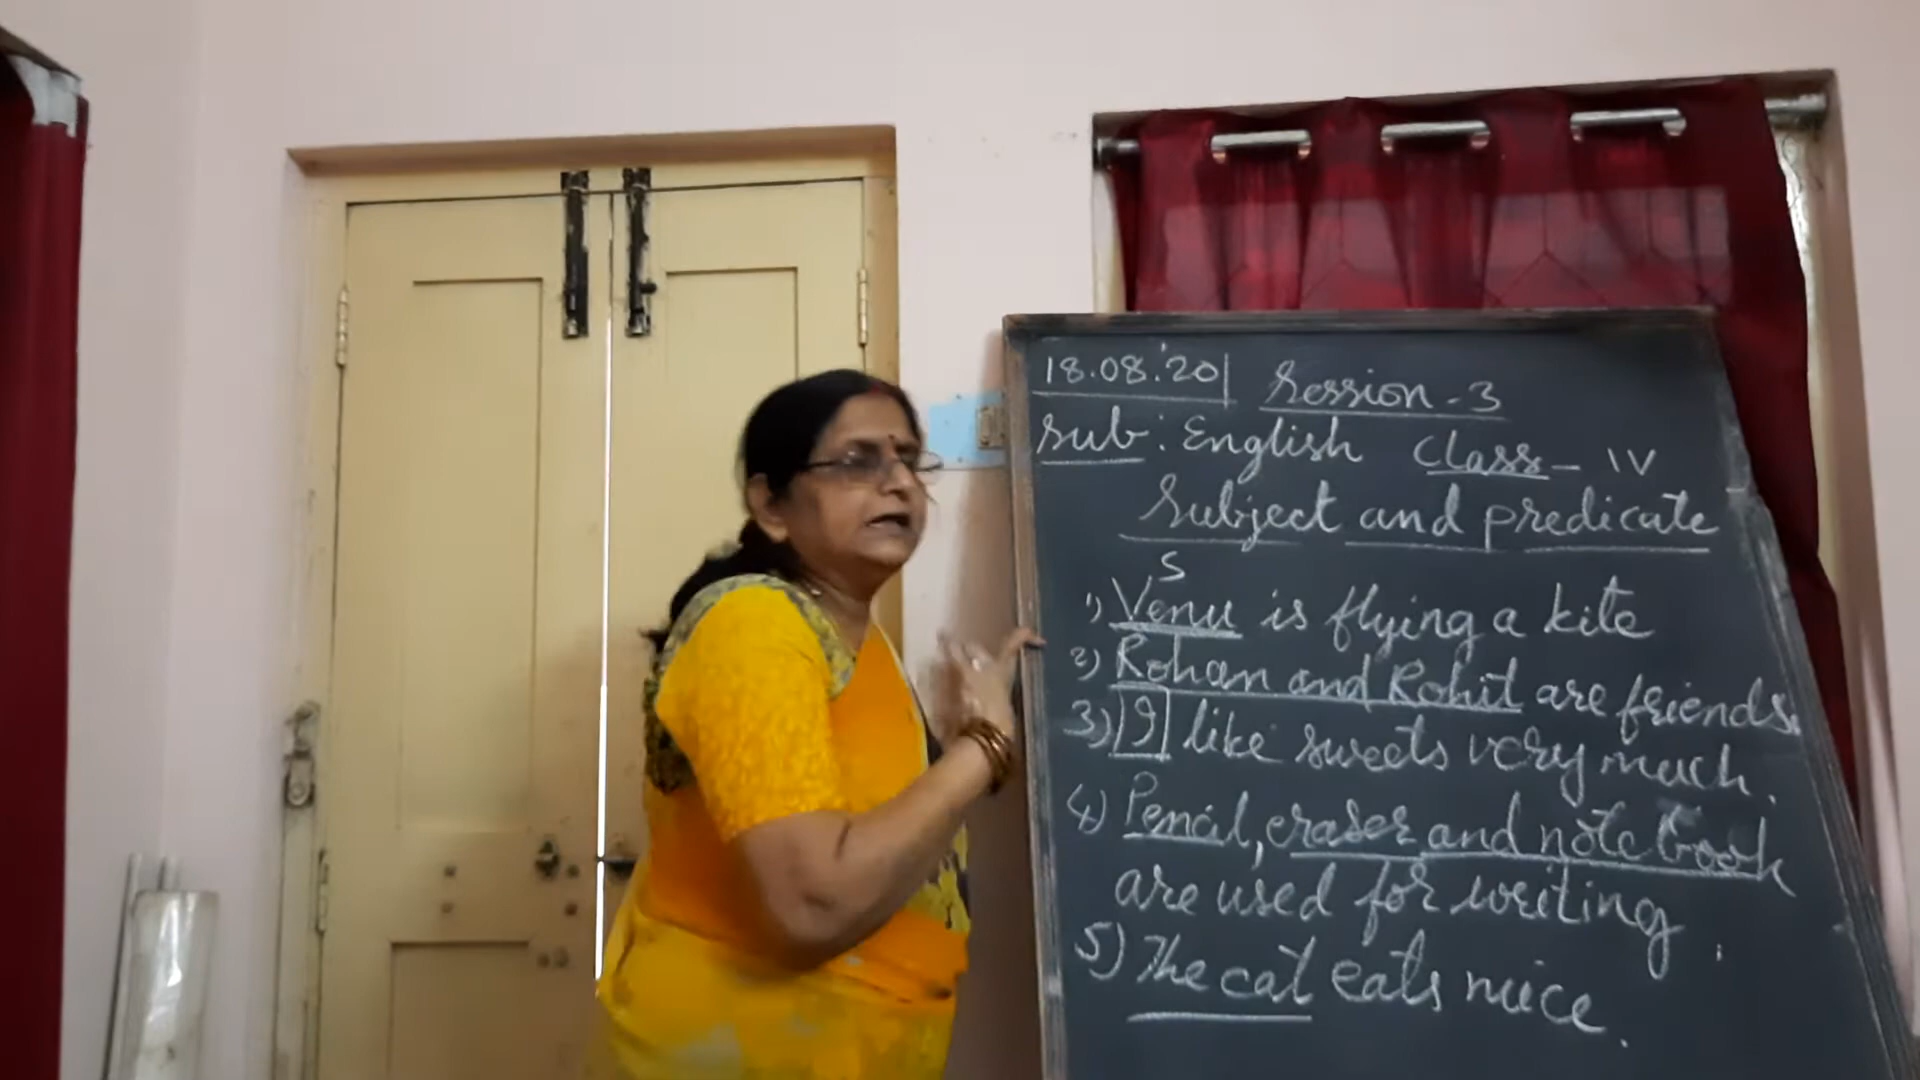 18.08.'20 Session - 3
Sub : English Class - IV
Subject and predicate
S
1) Venu is flying a kite
2) Rohan and Rohit are friends.
3) I like sweets very much.
4) Pencil, eraser and note book
are used for writing.
5) The cat eats mice.